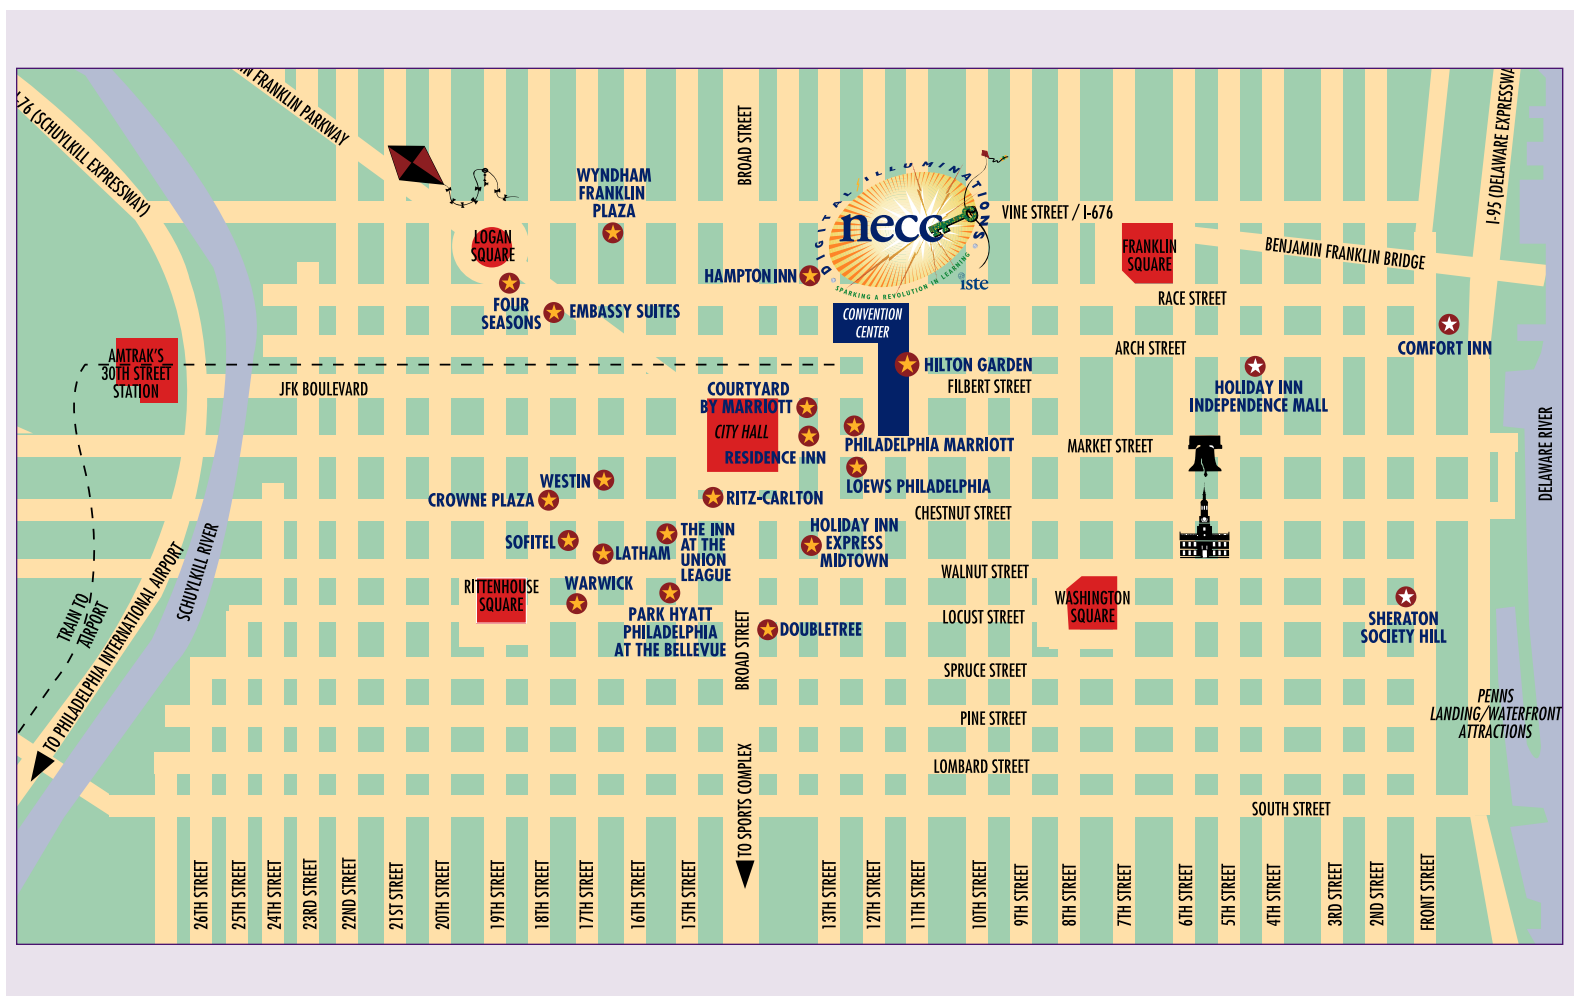 I-76 (SCHUYLKILL EXPRESSWAY)
IN FRANKLIN PARKWAY
BROAD STREET
I-95 (DELAWARE EXPRESSWA
WYNDHAM
FRANKLIN
PLAZA
DIGITAL ILLUMINATIONS
necc
SPARKING A REVOLUTION IN LEARNING
iste
VINE STREET / I-676
LOGAN
SQUARE
FRANKLIN
SQUARE
BENJAMIN FRANKLIN BRIDGE
HAMPTON INN
FOUR
SEASONS
EMBASSY SUITES
RACE STREET
CONVENTION
CENTER
COMFORT INN
ARCH STREET
AMTRAK'S
30TH STREET
STATION
HILTON GARDEN
JFK BOULEVARD
FILBERT STREET
HOLIDAY INN
INDEPENDENCE MALL
COURTYARD
BY MARRIOTT
CITY HALL
RESIDENCE INN
PHILADELPHIA MARRIOTT
MARKET STREET
DELAWARE RIVER
WESTIN
CROWNE PLAZA
RITZ-CARLTON
LOEWS PHILADELPHIA
CHESTNUT STREET
SOFITEL
LATHAM
THE INN
AT THE
UNION
LEAGUE
HOLIDAY INN
EXPRESS
MIDTOWN
WALNUT STREET
WARWICK
RITTENHOUSE
SQUARE
PARK HYATT
PHILADELPHIA
AT THE BELLEVUE
BROAD STREET
DOUBLETREE
LOCUST STREET
WASHINGTON
SQUARE
SHERATON
SOCIETY HILL
SCHUYLKILL RIVER
TRAIN TO
AIRPORT
TO PHILADELPHIA INTERNATIONAL AIRPORT
SPRUCE STREET
PINE STREET
PENNS
LANDING/WATERFRONT
ATTRACTIONS
LOMBARD STREET
TO SPORTS COMPLEX
SOUTH STREET
26TH STREET
25TH STREET
24TH STREET
23RD STREET
22ND STREET
21ST STREET
20TH STREET
19TH STREET
18TH STREET
17TH STREET
16TH STREET
15TH STREET
13TH STREET
12TH STREET
11TH STREET
10TH STREET
9TH STREET
8TH STREET
7TH STREET
6TH STREET
5TH STREET
4TH STREET
3RD STREET
2ND STREET
FRONT STREET